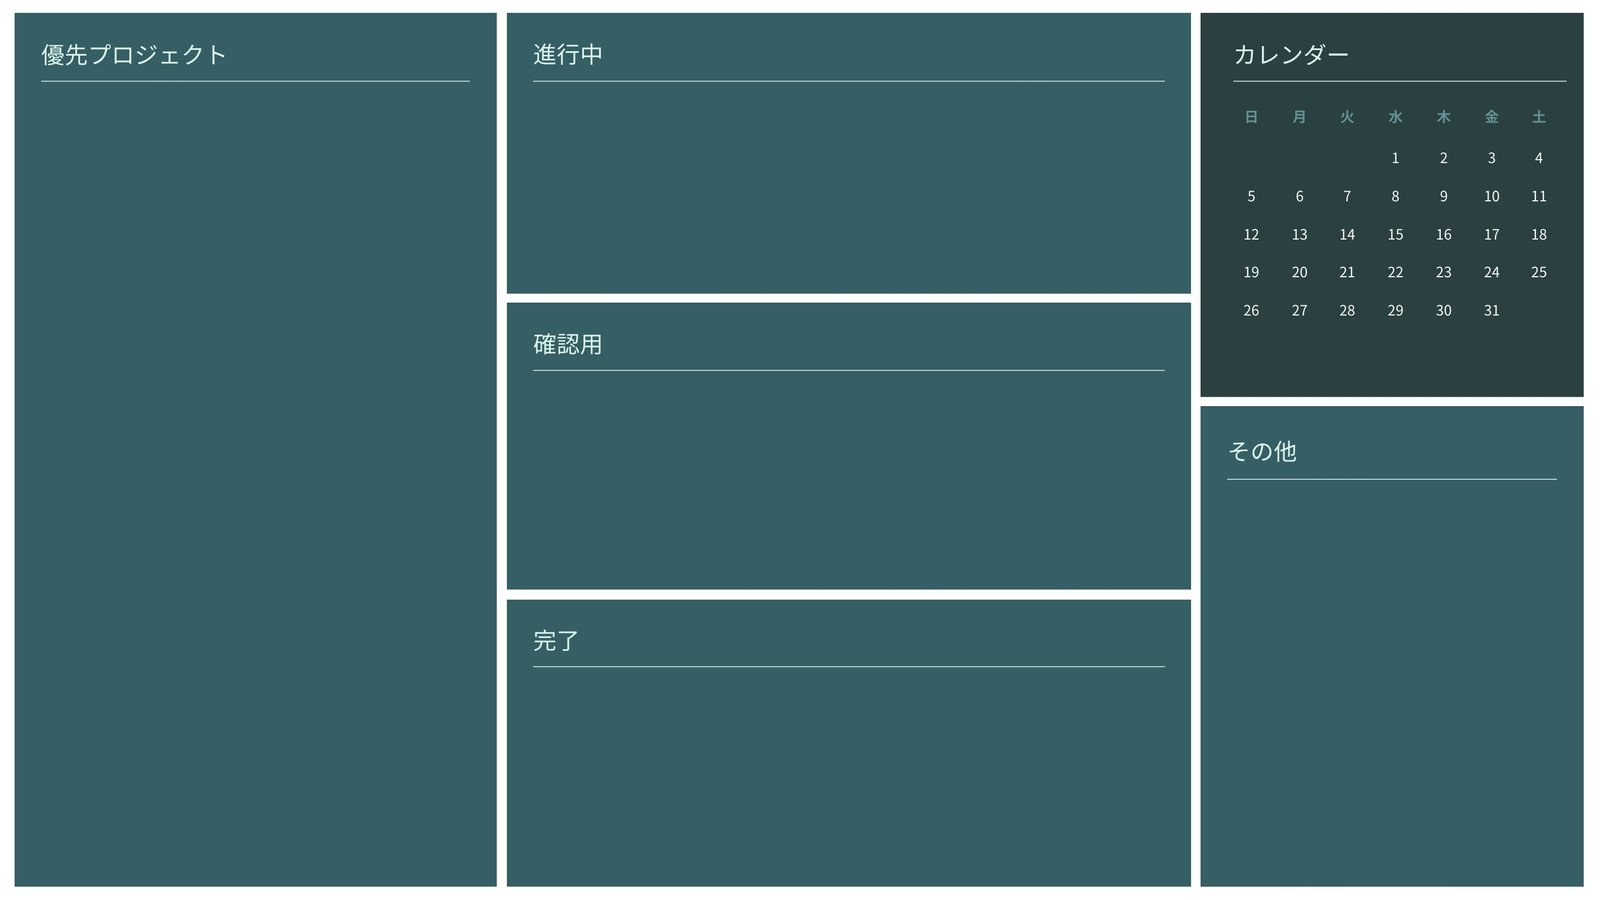 優先プロジェクト
進行中
確認用
完了
カレンダー
日 月 火 水 木 金 土
1 2 3 4
5 6 7 8 9 10 11
12 13 14 15 16 17 18
19 20 21 22 23 24 25
26 27 28 29 30 31
その他